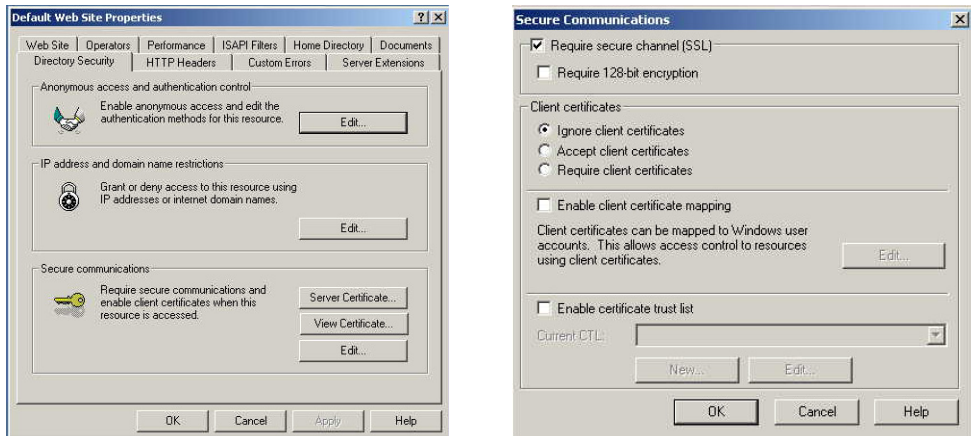 Default Web Site Properties
Web Site Operators Performance ISAPI Filters Home Directory Documents
Directory Security HTTP Headers Custom Errors Server Extensions
Anonymous access and authentication control
Enable anonymous access and edit the
authentication methods for this resource.
Edit...
IP address and domain name restrictions
Grant or deny access to this resource using
IP addresses or internet domain names.
Edit...
Secure communications
Require secure communications and
enable client certificates when this
resource is accessed.
Server Certificate...
View Certificate...
Edit...
OK Cancel Apply Help
Secure Communications
Require secure channel (SSL)
Require 128-bit encryption
Client certificates
Ignore client certificates
Accept client certificates
Require client certificates
Enable client certificate mapping
Client certificates can be mapped to Windows user
accounts. This allows access control to resources
using client certificates.
Edit...
Enable certificate trust list
Current CTL:
New... Edit...
OK Cancel Help